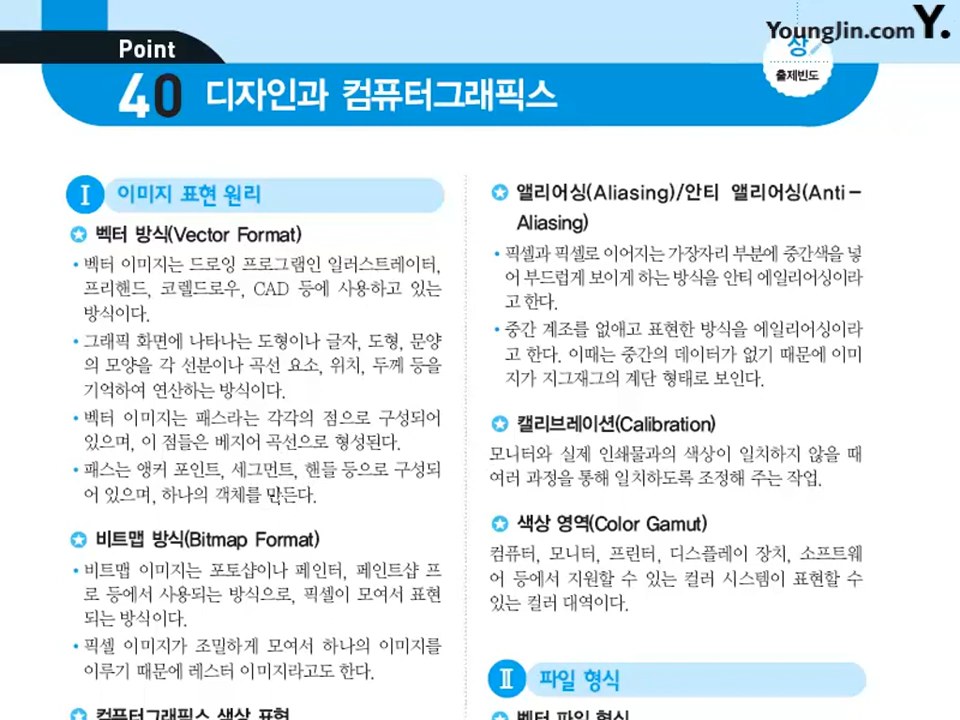 YoungJin.com Y.
Point
40 디자인과 컴퓨터그래픽스
상
출제빈도
I 이미지 표현 원리
벡터 방식(Vector Format)
• 벡터 이미지는 드로잉 프로그램인 일러스트레이터,
프리핸드, 코렐드로우, CAD 등에 사용하고 있는
방식이다.
• 그래픽 화면에 나타나는 도형이나 글자, 도형, 문양
의 모양을 각 선분이나 곡선 요소, 위치, 두께 등을
기억하여 연산하는 방식이다.
• 벡터 이미지는 패스라는 각각의 점으로 구성되어
있으며, 이 점들은 베지어 곡선으로 형성된다.
• 패스는 앵커 포인트, 세그먼트, 핸들 등으로 구성되
어 있으며, 하나의 객체를 만든다.
비트맵 방식(Bitmap Format)
• 비트맵 이미지는 포토샵이나 페인터, 페인트샵 프
로 등에서 사용되는 방식으로, 픽셀이 모여서 표현
되는 방식이다.
• 픽셀 이미지가 조밀하게 모여서 하나의 이미지를
이루기 때문에 레스터 이미지라고도 한다.
컴퓨터그래픽스 색상 표현
앨리어싱(Aliasing)/안티 앨리어싱(Anti-
Aliasing)
• 픽셀과 픽셀로 이어지는 가장자리 부분에 중간색을 넣
어 부드럽게 보이게 하는 방식을 안티 에일리어싱이라
고 한다.
• 중간 계조를 없애고 표현한 방식을 에일리어싱이라
고 한다. 이때는 중간의 데이터가 없기 때문에 이미
지가 지그재그의 계단 형태로 보인다.
캘리브레이션(Calibration)
모니터와 실제 인쇄물과의 색상이 일치하지 않을 때
여러 과정을 통해 일치하도록 조정해 주는 작업.
색상 영역(Color Gamut)
컴퓨터, 모니터, 프린터, 디스플레이 장치, 소프트웨
어 등에서 지원할 수 있는 컬러 시스템이 표현할 수
있는 컬러 대역이다.
II 파일 형식
벡터 파일 형식